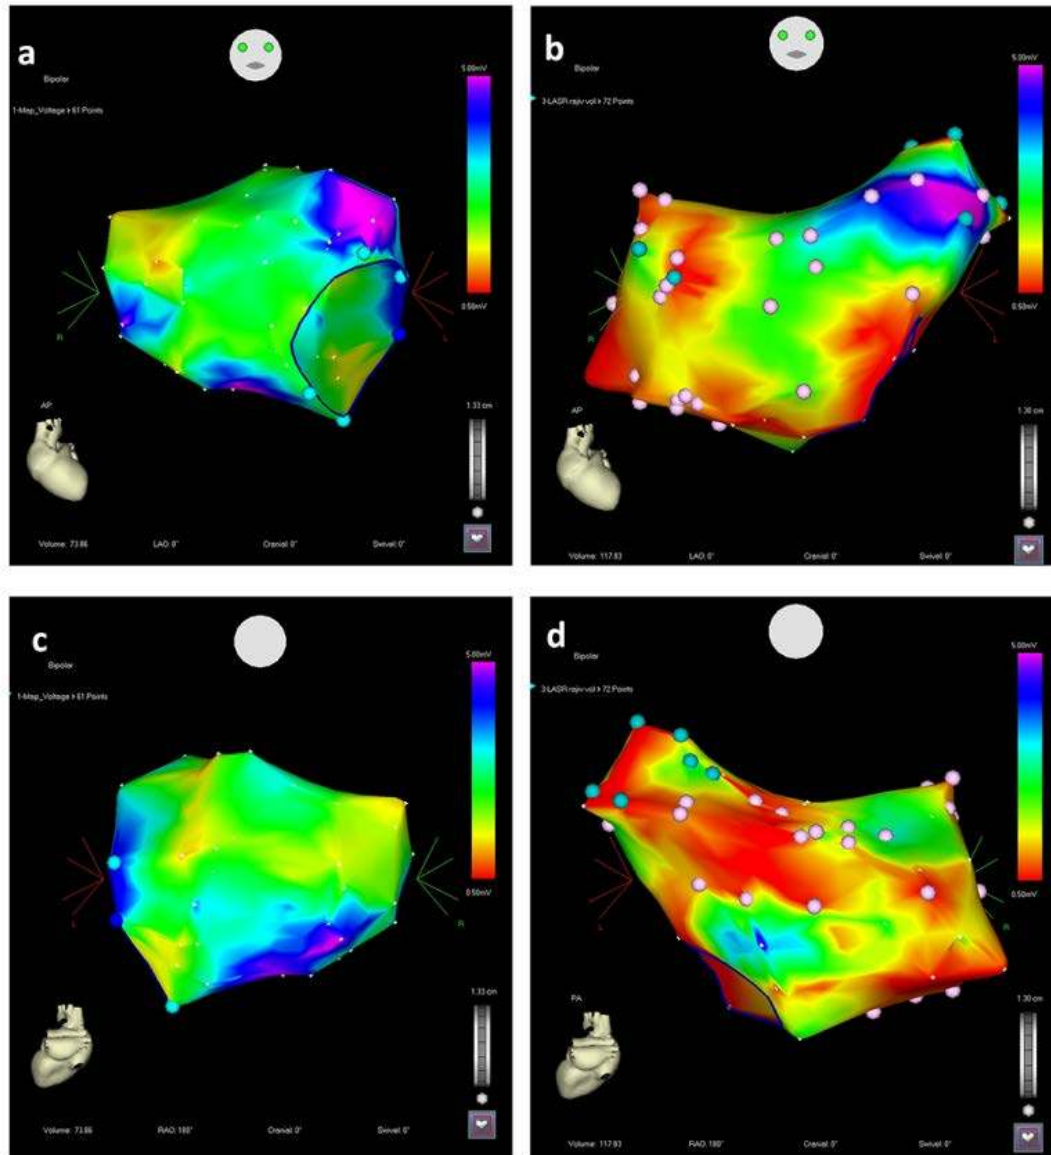 a
5.00mV
Bipolar
1-Map_Voltage > 61 Points
0.50mV
R
L
AP
1.33 cm
Volume: 73.86 LAO: 0° Cranial: 0° Swivel: 0°
b
5.00mV
Bipolar
3-LASR rajiv vol > 72 Points
0.50mV
R
L
AP
1.30 cm
Volume: 117.93 LAO: 0° Cranial: 0° Swivel: 0°
c
5.00mV
Bipolar
1-Map_Voltage > 61 Points
0.50mV
L
R
1.33 cm
Volume: 73.86 RAO: 180° Cranial: 0° Swivel: 0°
d
5.00mV
Bipolar
3-LASR rajiv vol > 72 Points
0.50mV
L
R
PA
1.30 cm
Volume: 117.93 RAO: 180° Cranial: 0° Swivel: 0°